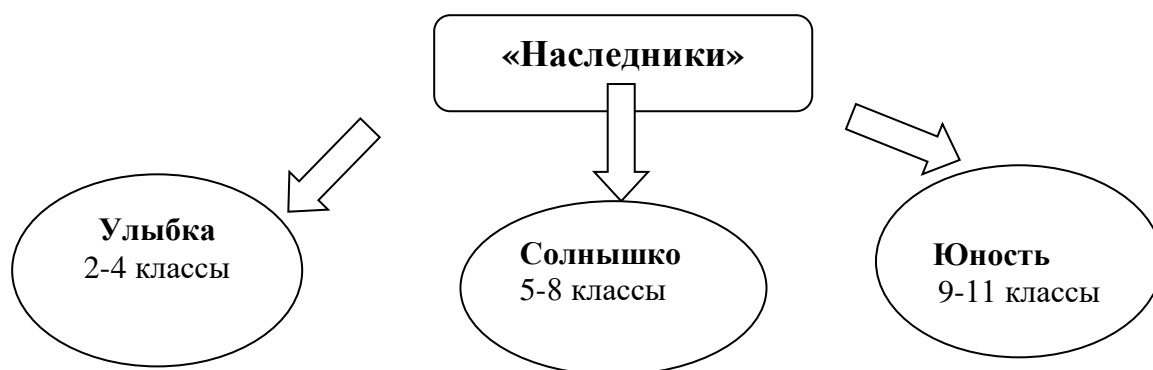 «Наследники»
Улыбка
2-4 классы
Солнышко
5-8 классы
Юность
9-11 классы